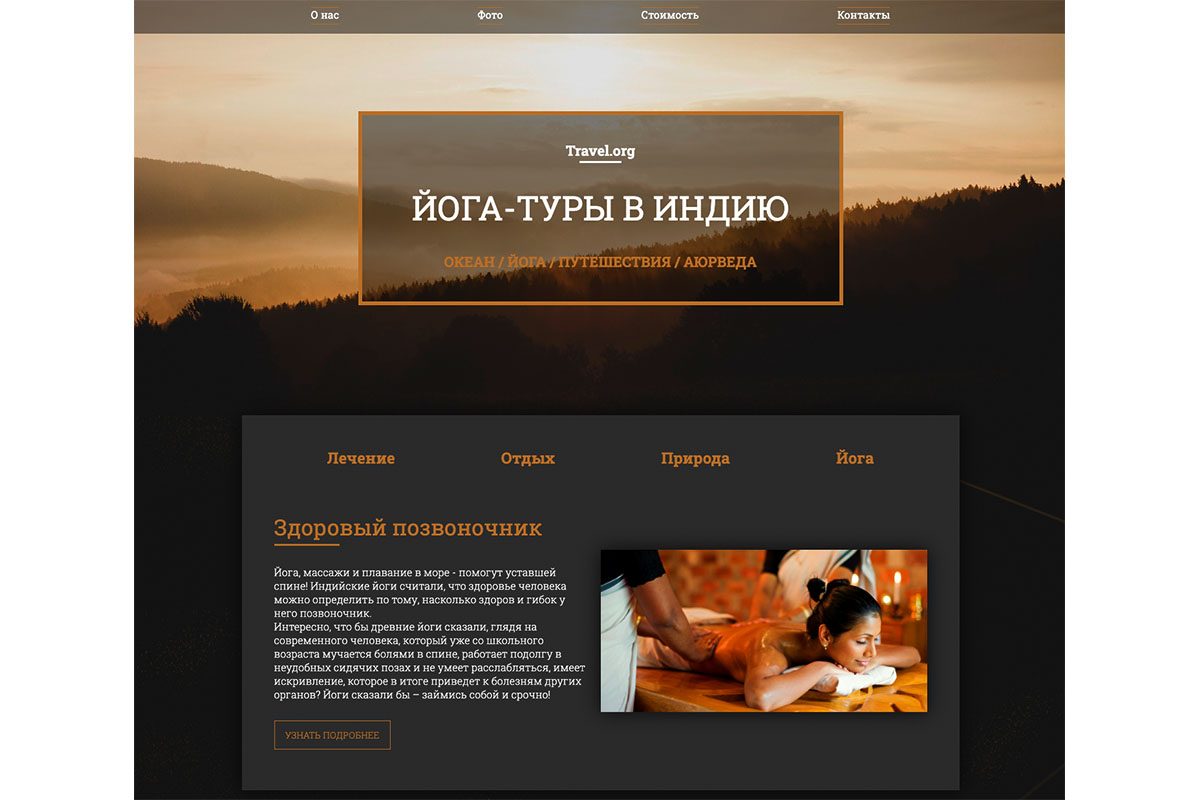 О нас
Фото
Стоимость
Контакты
Travel.org
ЙОГА-ТУРЫ В ИНДИЮ
ОКЕАН / ЙОГА / ПУТЕШЕСТВИЯ / АЮРВЕДА
Лечение
Отдых
Природа
Йога
Здоровый позвоночник
Йога, массажи и плавание в море - помогут уставшей
спине! Индийские йоги считали, что здоровье человека
можно определить по тому, насколько здоров и гибок у
него позвоночник.
Интересно, что бы древние йоги сказали, глядя на
современного человека, который уже со школьного
возраста мучается болями в спине, работает подолгу в
неудобных сидячих позах и не умеет расслабляться, имеет
искривление, которое в итоге приведет к болезням других
органов? Йоги сказали бы – займись собой и срочно!
УЗНАТЬ ПОДРОБНЕЕ